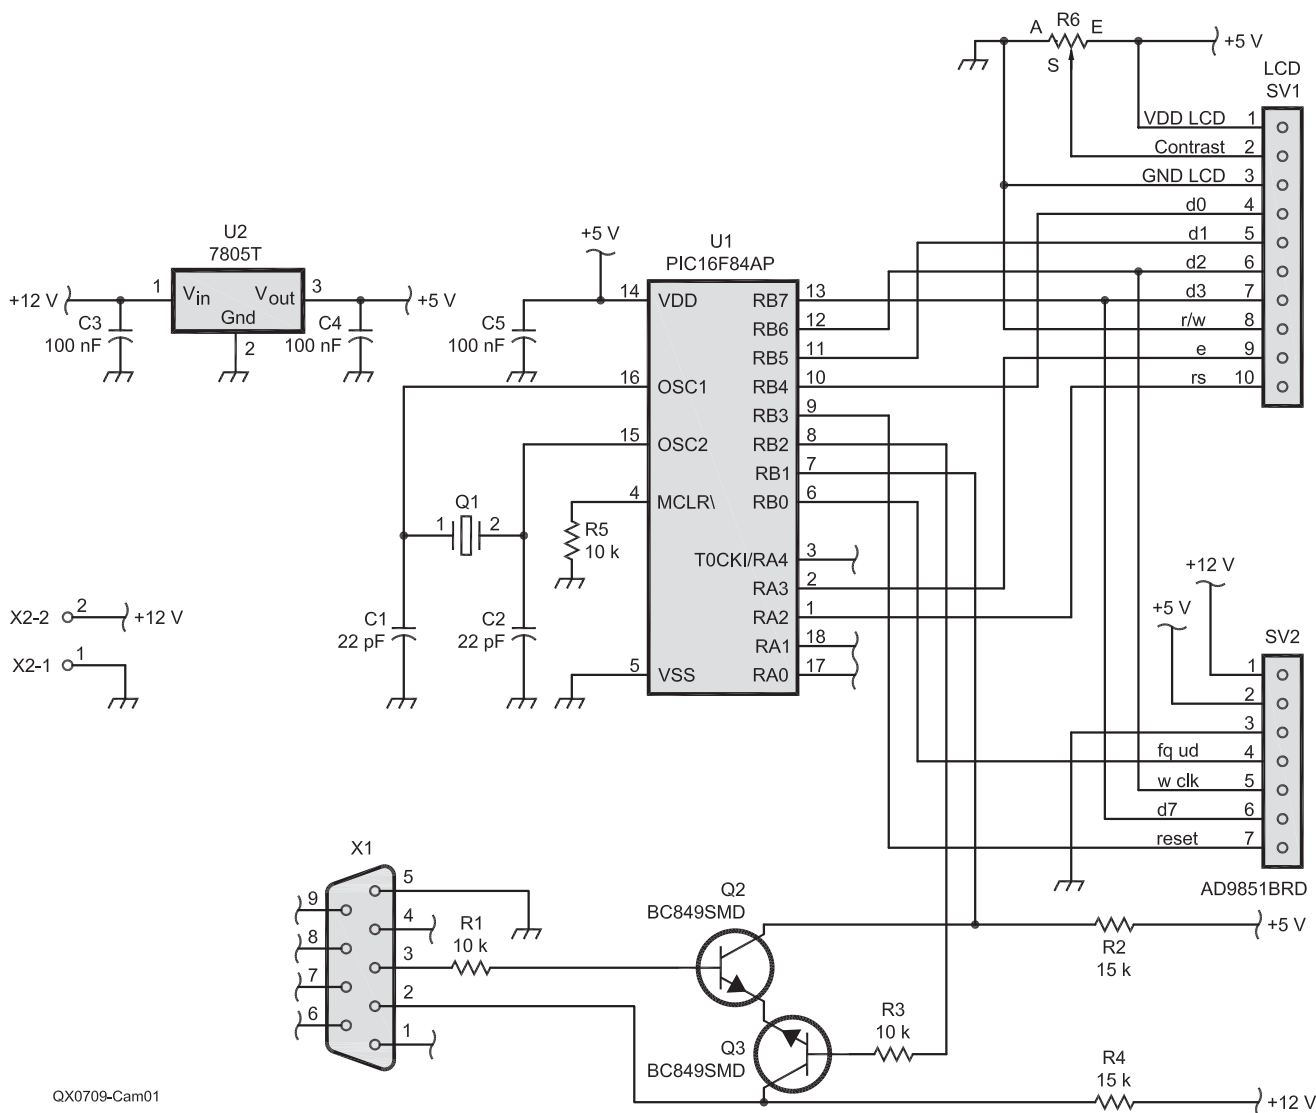 A R6 E
+5 V
S
LCD
SV1
VDD LCD 1
Contrast 2
GND LCD 3
d0 4
d1 5
d2 6
d3 7
r/w 8
e 9
rs 10
U2
7805T
+12 V
1
Vin
Vout
3
+5 V
Gnd
2
C3
100 nF
C4
100 nF
+5 V
C5
100 nF
U1
PIC16F84AP
14 VDD
16 OSC1
15 OSC2
4 MCLR\
5 VSS
RB7 13
RB6 12
RB5 11
RB4 10
RB3 9
RB2 8
RB1 7
RB0 6
T0CKI/RA4 3
RA3 2
RA2 1
RA1 18
RA0 17
Q1
1 2
R5
10 k
C1
22 pF
C2
22 pF
X2-2 2 +12 V
X2-1 1
+12 V
+5 V
SV2
1
2
3
fq ud 4
w clk 5
d7 6
reset 7
AD9851BRD
X1
5
9
4
8
3
7
2
6
1
R1
10 k
Q2
BC849SMD
Q3
BC849SMD
R3
10 k
R2
15 k
+5 V
R4
15 k
+12 V
QX0709-Cam01